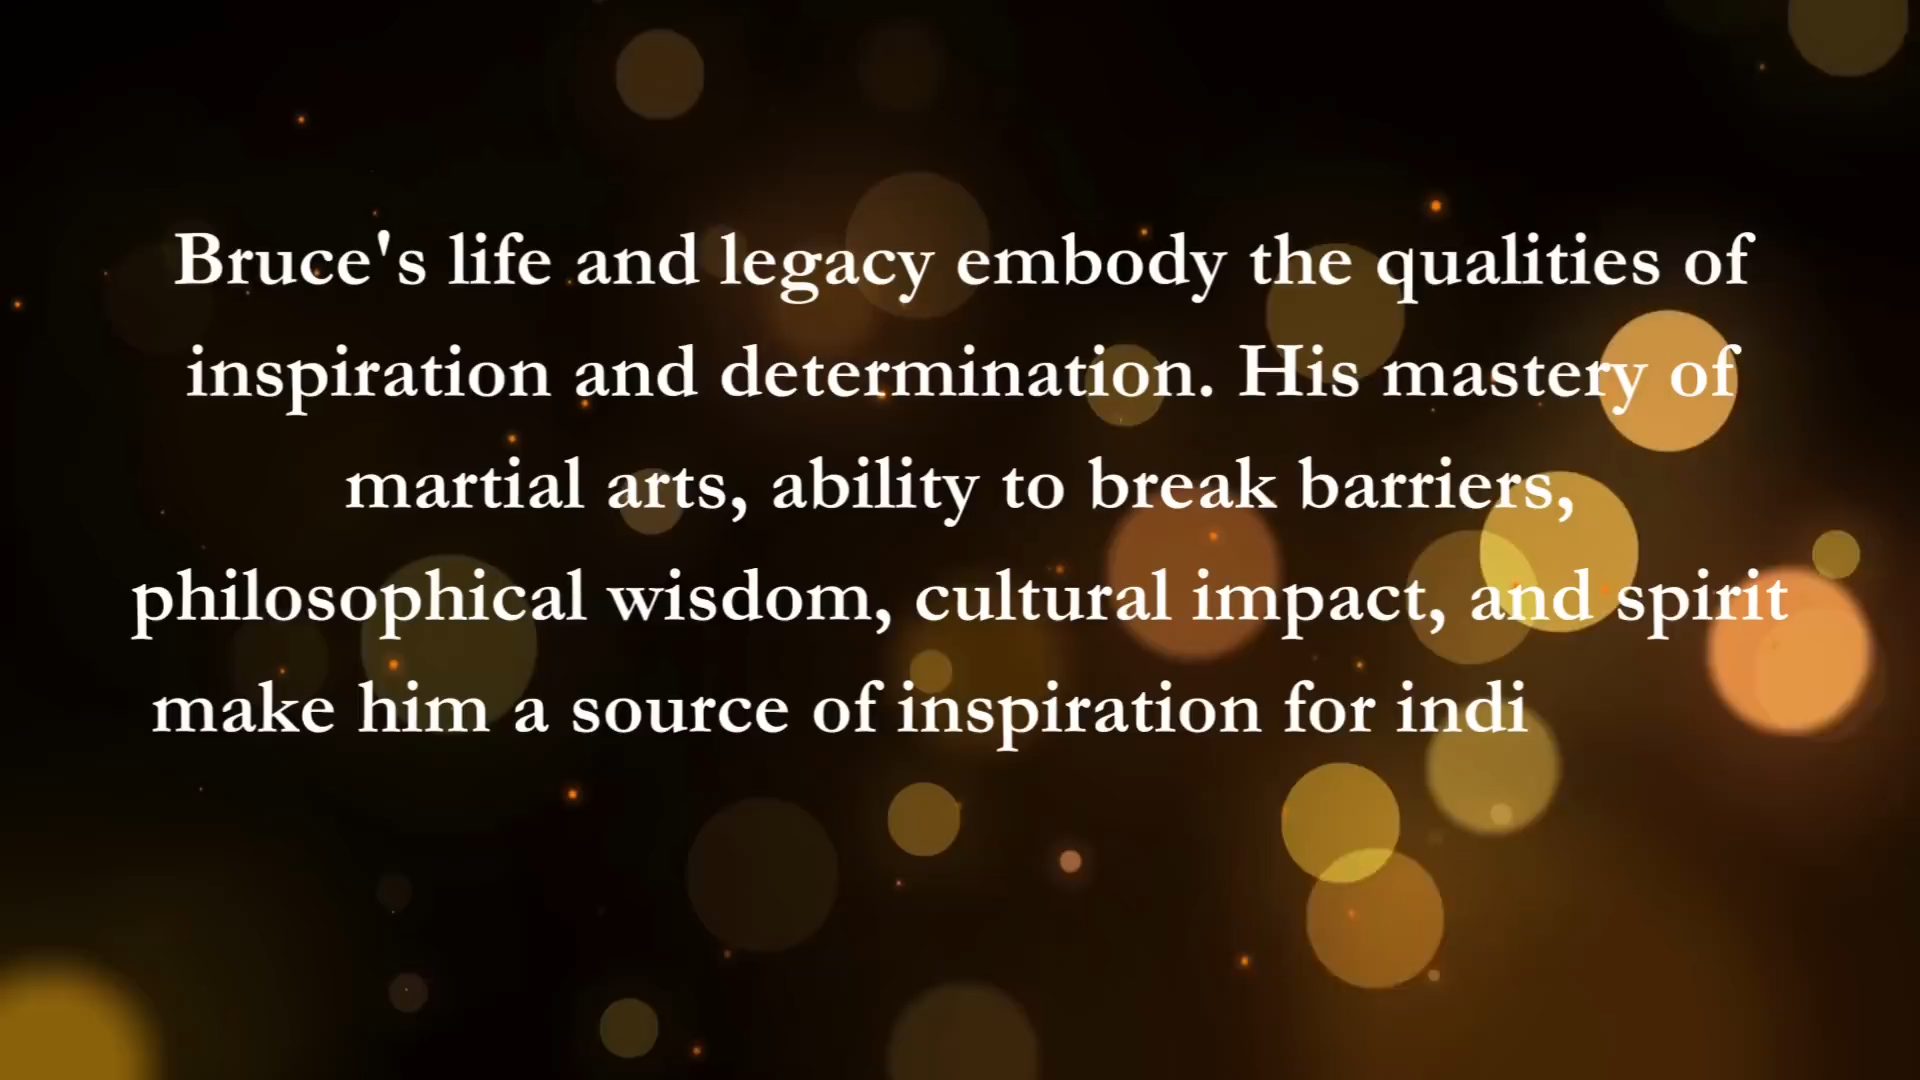 Bruce's life and legacy embody the qualities of
inspiration and determination. His mastery of
martial arts, ability to break barriers,
philosophical wisdom, cultural impact, and spirit
make him a source of inspiration for indi